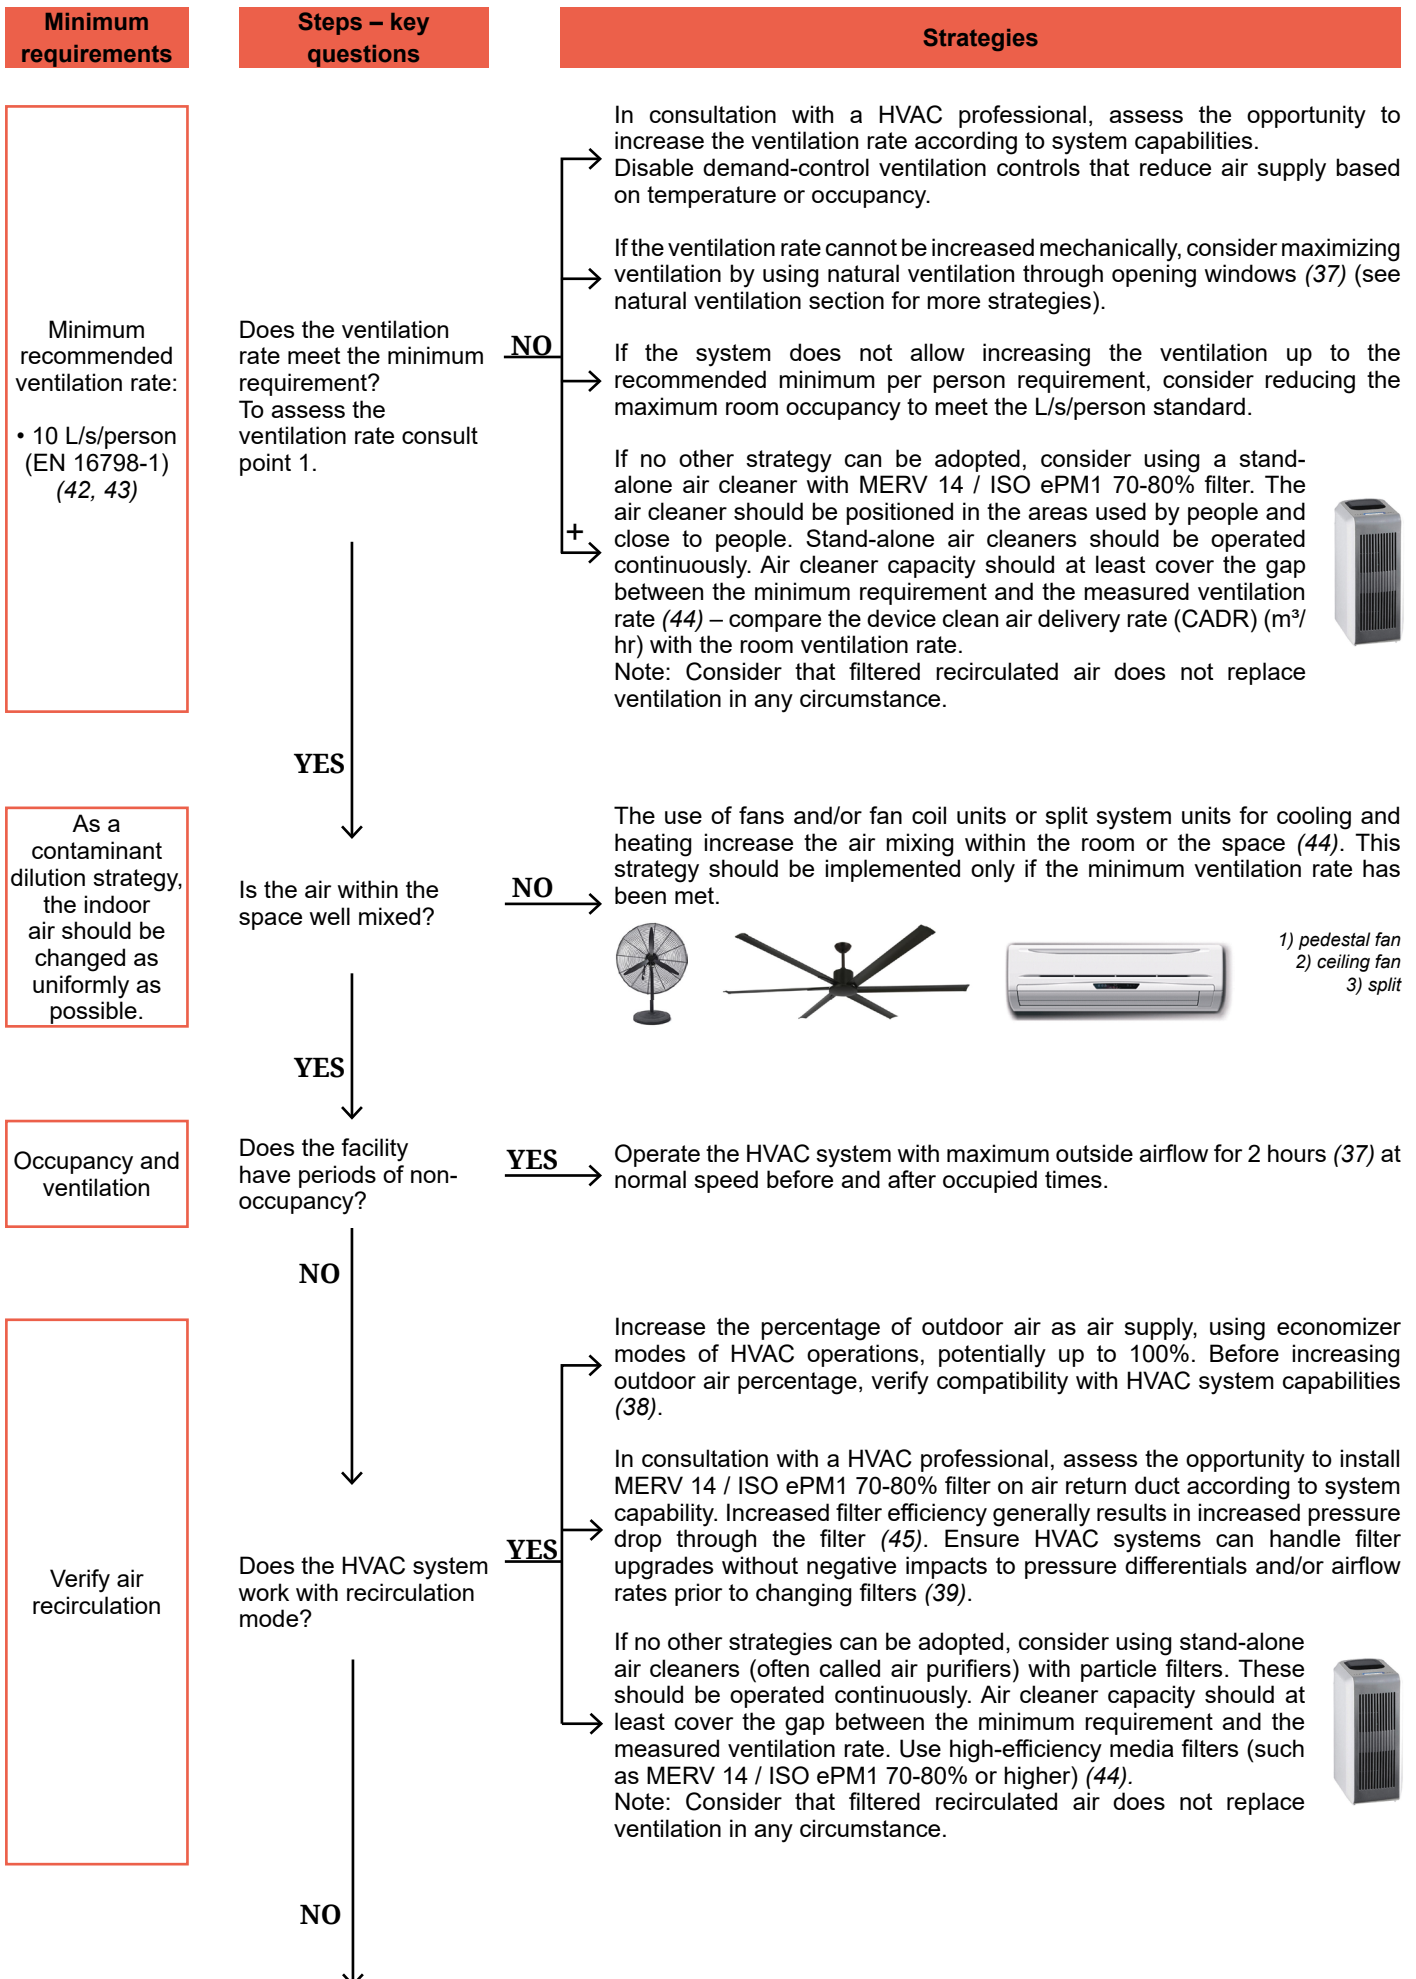 Minimum
requirements
Steps – key
questions
Strategies
Minimum
recommended
ventilation rate:
• 10 L/s/person
(EN 16798-1)
(42, 43)
Does the ventilation
rate meet the minimum
requirement?
To assess the
ventilation rate consult
point 1.
NO
In consultation with a HVAC professional, assess the opportunity to
increase the ventilation rate according to system capabilities.
Disable demand-control ventilation controls that reduce air supply based
on temperature or occupancy.
If the ventilation rate cannot be increased mechanically, consider maximizing
ventilation by using natural ventilation through opening windows (37) (see
natural ventilation section for more strategies).
If the system does not allow increasing the ventilation up to the
recommended minimum per person requirement, consider reducing the
maximum room occupancy to meet the L/s/person standard.
+
If no other strategy can be adopted, consider using a stand-
alone air cleaner with MERV 14 / ISO ePM1 70-80% filter. The
air cleaner should be positioned in the areas used by people and
close to people. Stand-alone air cleaners should be operated
continuously. Air cleaner capacity should at least cover the gap
between the minimum requirement and the measured ventilation
rate (44) – compare the device clean air delivery rate (CADR) (m³/
hr) with the room ventilation rate.
Note: Consider that filtered recirculated air does not replace
ventilation in any circumstance.
YES
As a
contaminant
dilution strategy,
the indoor
air should be
changed as
uniformly as
possible.
Is the air within the
space well mixed?
NO
The use of fans and/or fan coil units or split system units for cooling and
heating increase the air mixing within the room or the space (44). This
strategy should be implemented only if the minimum ventilation rate has
been met.
1) pedestal fan
2) ceiling fan
3) split
YES
Occupancy and
ventilation
Does the facility
have periods of non-
occupancy?
YES
Operate the HVAC system with maximum outside airflow for 2 hours (37) at
normal speed before and after occupied times.
NO
Verify air
recirculation
Does the HVAC system
work with recirculation
mode?
YES
Increase the percentage of outdoor air as air supply, using economizer
modes of HVAC operations, potentially up to 100%. Before increasing
outdoor air percentage, verify compatibility with HVAC system capabilities
(38).
In consultation with a HVAC professional, assess the opportunity to install
MERV 14 / ISO ePM1 70-80% filter on air return duct according to system
capability. Increased filter efficiency generally results in increased pressure
drop through the filter (45). Ensure HVAC systems can handle filter
upgrades without negative impacts to pressure differentials and/or airflow
rates prior to changing filters (39).
If no other strategies can be adopted, consider using stand-alone
air cleaners (often called air purifiers) with particle filters. These
should be operated continuously. Air cleaner capacity should at
least cover the gap between the minimum requirement and the
measured ventilation rate. Use high-efficiency media filters (such
as MERV 14 / ISO ePM1 70-80% or higher) (44).
Note: Consider that filtered recirculated air does not replace
ventilation in any circumstance.
NO